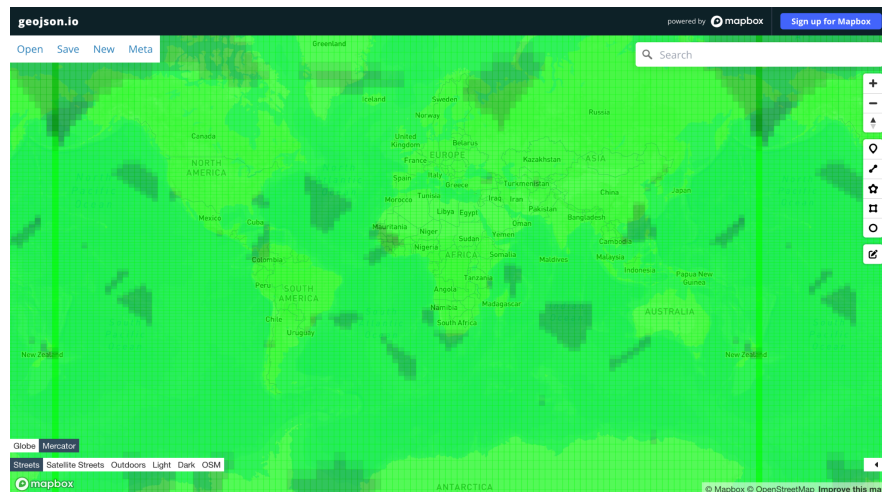 geojson.io
powered by mapbox
Sign up for Mapbox
Open Save New Meta
Search
Greenland
Iceland
Sweden
Norway
Russia
Canada
United Kingdom
Belarus
EUROPE
France
Kazakhstan
ASIA
NORTH AMERICA
Spain
Italy
Greece
Turkmenistan
China
Japan
Morocco
Tunisia
Iraq
Iran
Pakistan
Libya
Egypt
Mexico
Cuba
Mauritania
Niger
Oman
Bangladesh
Yemen
Sudan
Nigeria
Cambodia
Colombia
AFRICA
Somalia
Maldives
Malaysia
Indonesia
Papua New Guinea
Peru
SOUTH AMERICA
Tanzania
Angola
Namibia
Madagascar
Chile
South Africa
AUSTRALIA
Uruguay
New Zealand
New Zealand
Globe Mercator
Streets Satellite Streets Outdoors Light Dark OSM
mapbox
ANTARCTICA
© Mapbox © OpenStreetMap Improve this ma